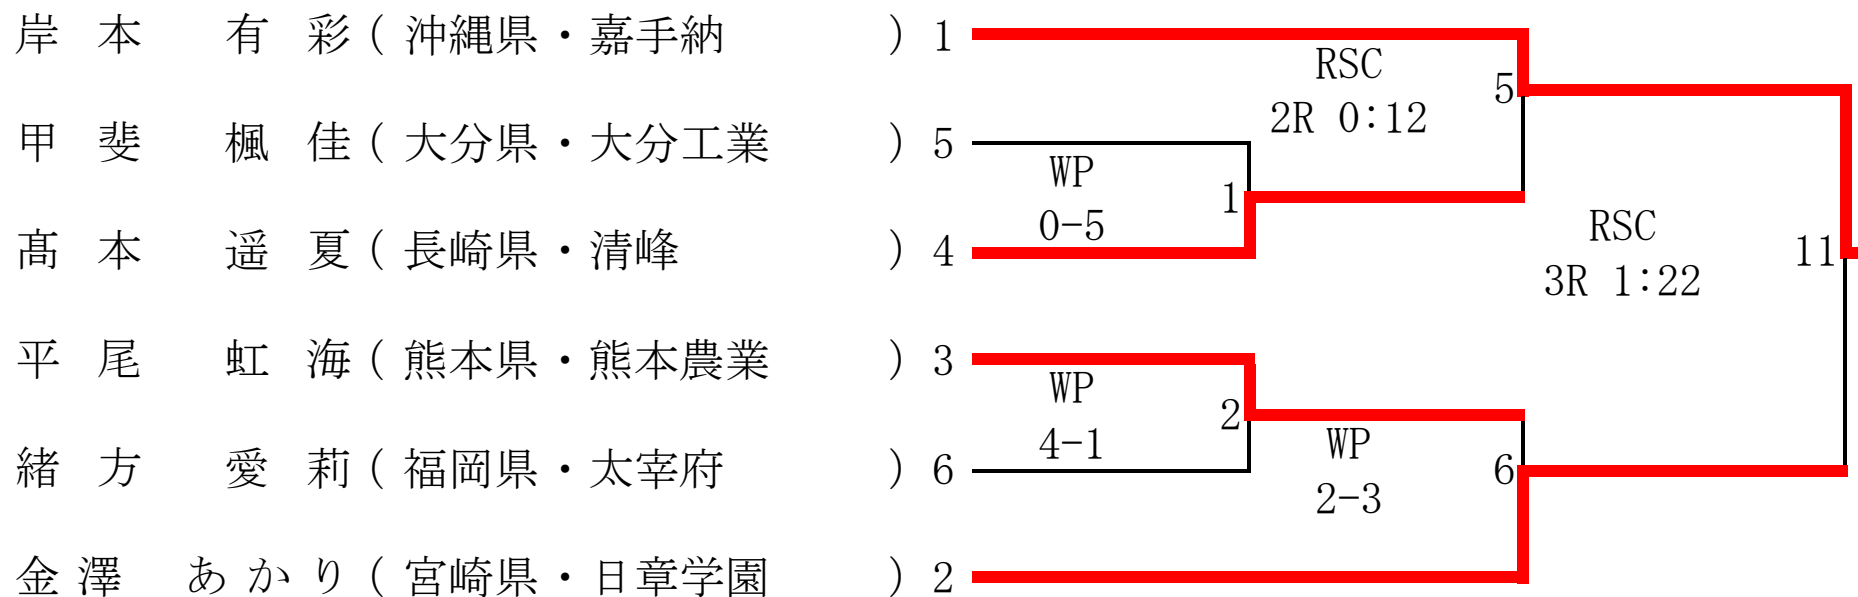 岸本 有彩(沖縄県・嘉手納 ) 1
RSC
5
2R 0:12
甲斐 楓佳(大分県・大分工業 ) 5
WP
1
0-5
髙本 遥夏(長崎県・清峰 ) 4
RSC
11
3R 1:22
平尾 虹海(熊本県・熊本農業 ) 3
WP
2
4-1
緒方 愛莉(福岡県・太宰府 ) 6
WP
6
2-3
金澤 あかり(宮崎県・日章学園 ) 2